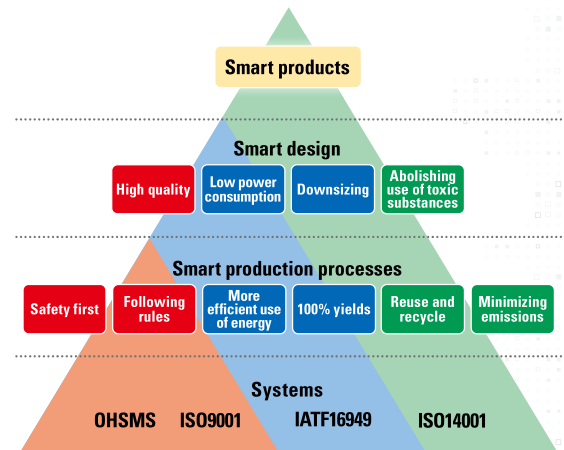 Smart products
Smart design
High quality
Low power
consumption
Downsizing
Abolishing
use of toxic
substances
Smart production processes
Safety first
Following
rules
More
efficient use
of energy
100% yields
Reuse and
recycle
Minimizing
emissions
Systems
OHSMS ISO9001 IATF16949 ISO14001